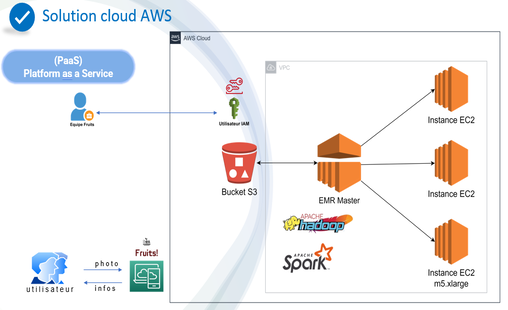 Solution cloud AWS
(PaaS)
Platform as a Service
aws
AWS Cloud
VPC
Equipe Fruits
Utilisateur IAM
Bucket S3
EMR Master
Instance EC2
Instance EC2
Instance EC2
m5.xlarge
APACHE
hadoop
APACHE
Spark
utilisateur
photo
infos
Fruits!